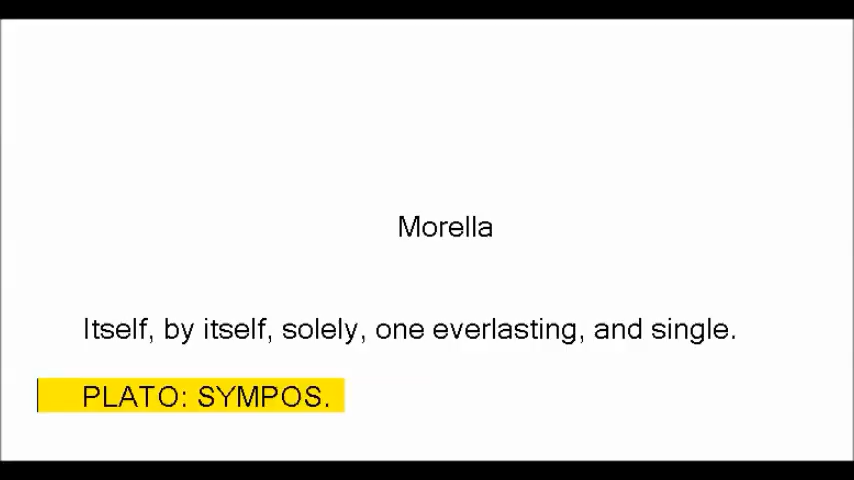 Morella
Itself, by itself, solely, one everlasting, and single.
PLATO: SYMPOS.